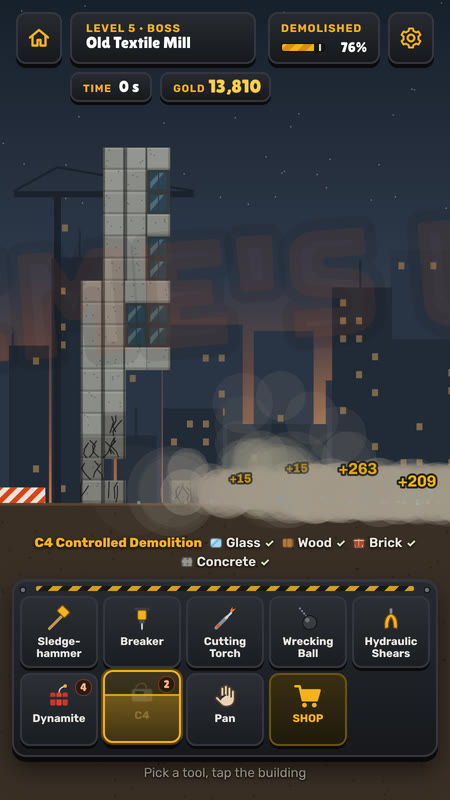 LEVEL 5 • BOSS
Old Textile Mill
DEMOLISHED
76%
TIME 0 s
GOLD 13,810
+15
+15
+263
+209
C4 Controlled Demolition Glass ✓ Wood ✓ Brick ✓
Concrete ✓
Sledge-
hammer
Breaker
Cutting
Torch
Wrecking
Ball
Hydraulic
Shears
4
Dynamite
2
C4
Pan
SHOP
Pick a tool, tap the building